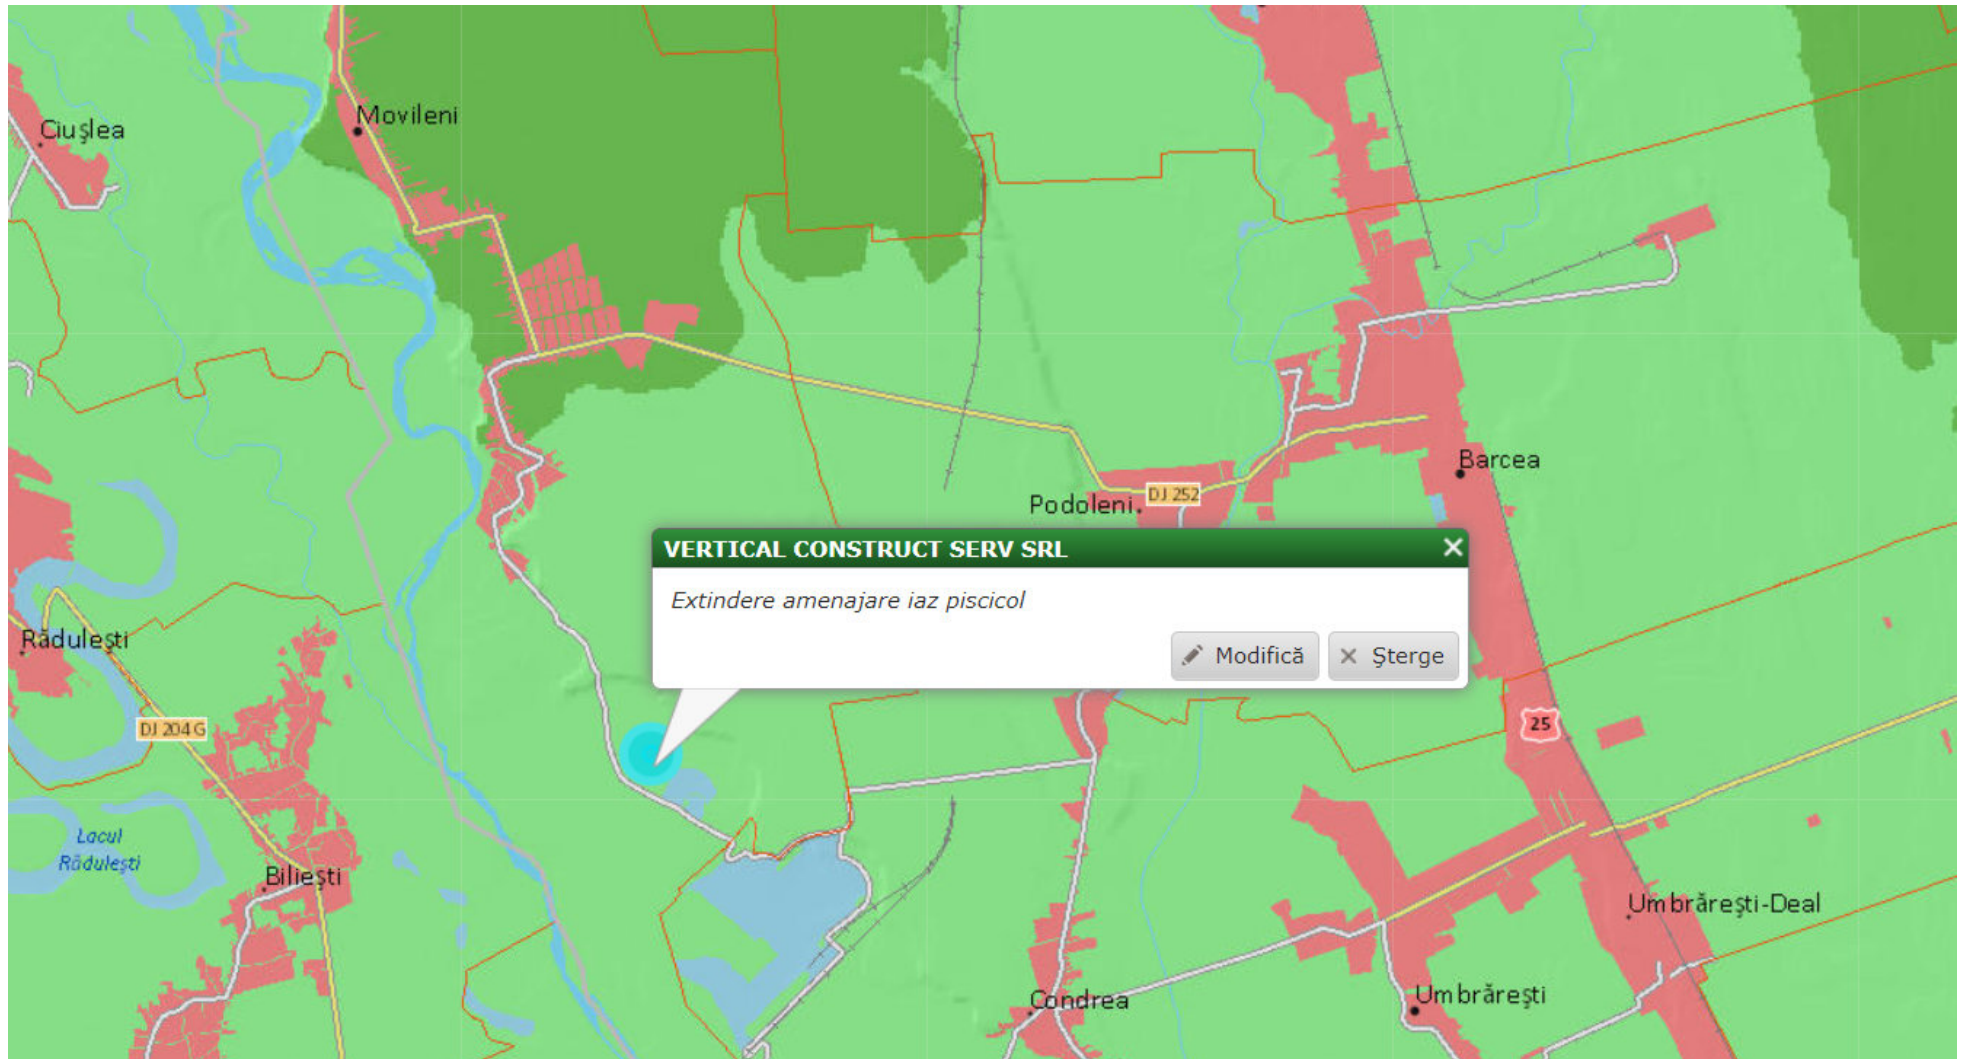 Movileni
Ciuşlea
Barcea
DJ 252
Podoleni
VERTICAL CONSTRUCT SERV SRL
Extindere amenajare iaz piscicol
Modifică
Şterge
Rădulești
DJ 204 G
25
Lacul
Rădulești
Biliești
Umbrărești-Deal
Condrea
Umbrărești